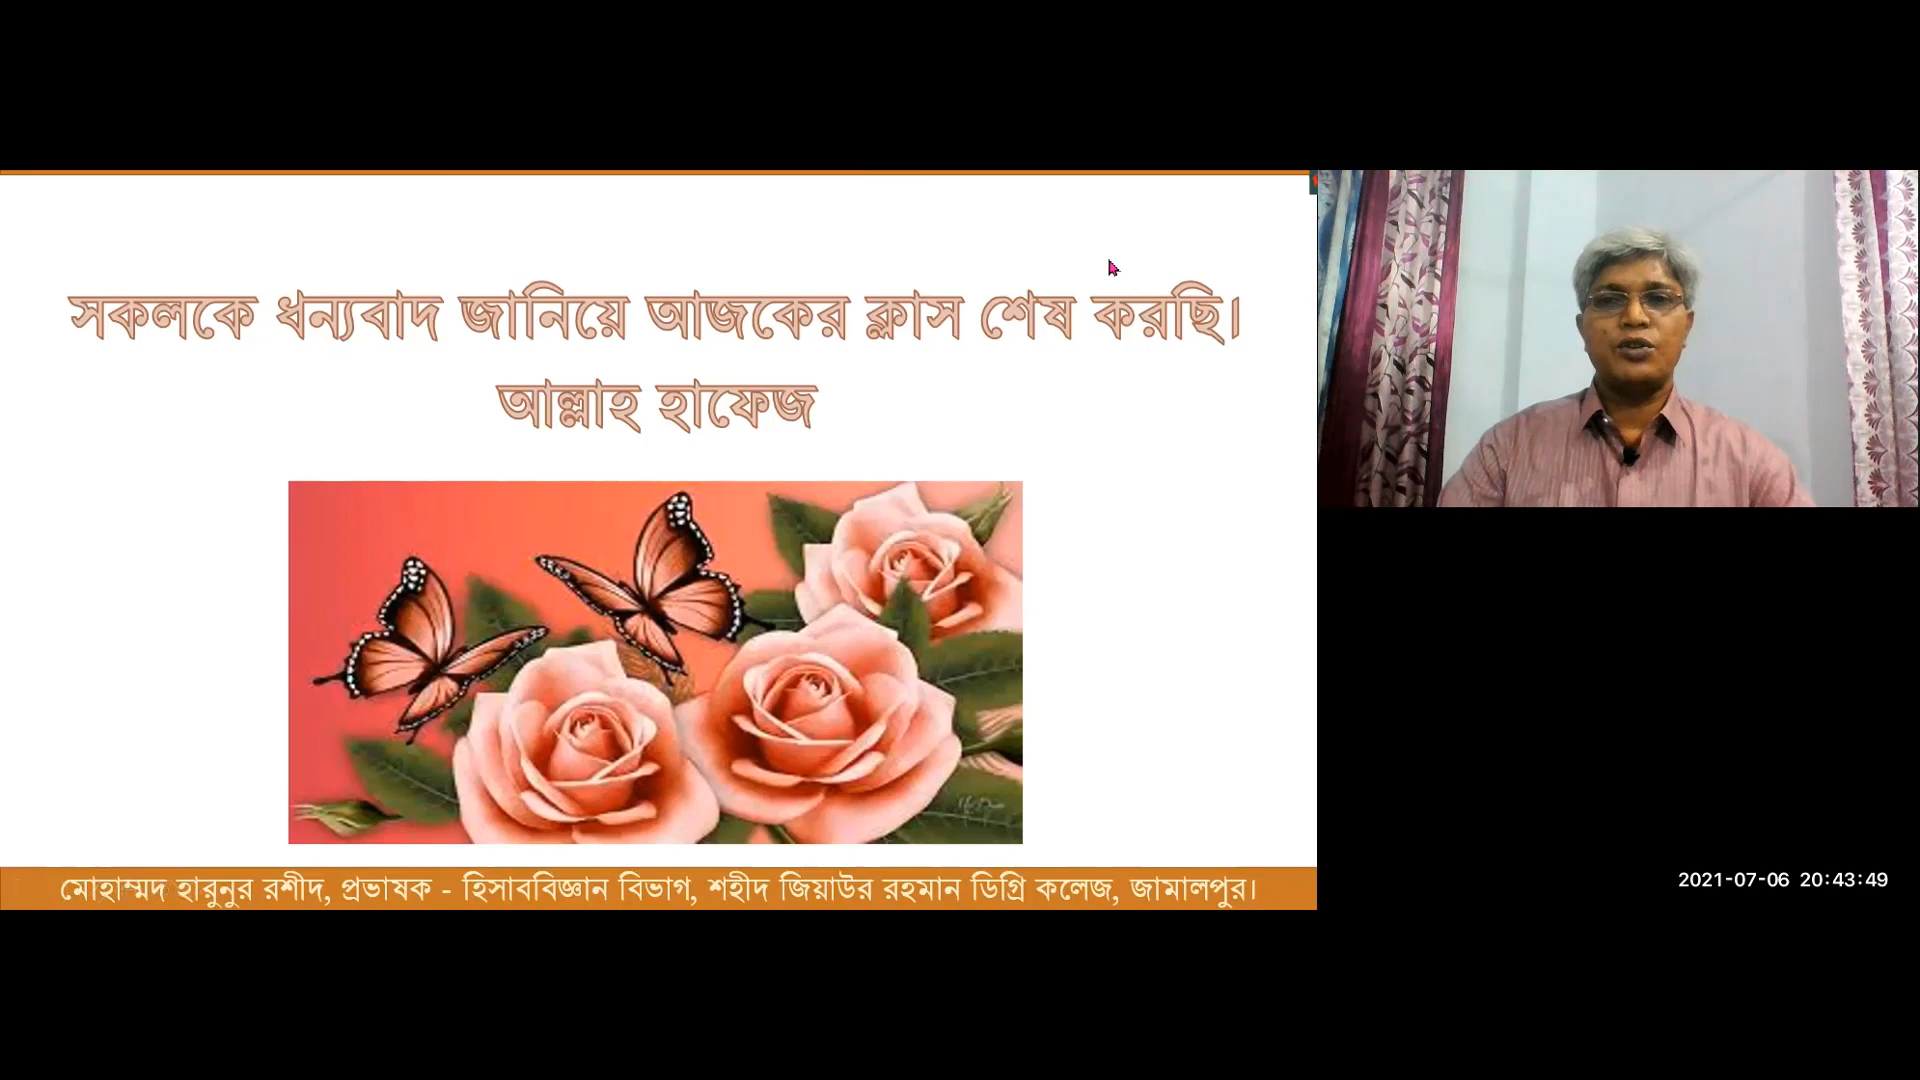 সকলকে ধন্যবাদ জানিয়ে আজকের ক্লাস শেষ করছি।
আল্লাহ হাফেজ
মোহাম্মদ হারুনুর রশীদ, প্রভাষক - হিসাববিজ্ঞান বিভাগ, শহীদ জিয়াউর রহমান ডিগ্রি কলেজ, জামালপুর।
2021-07-06 20:43:49